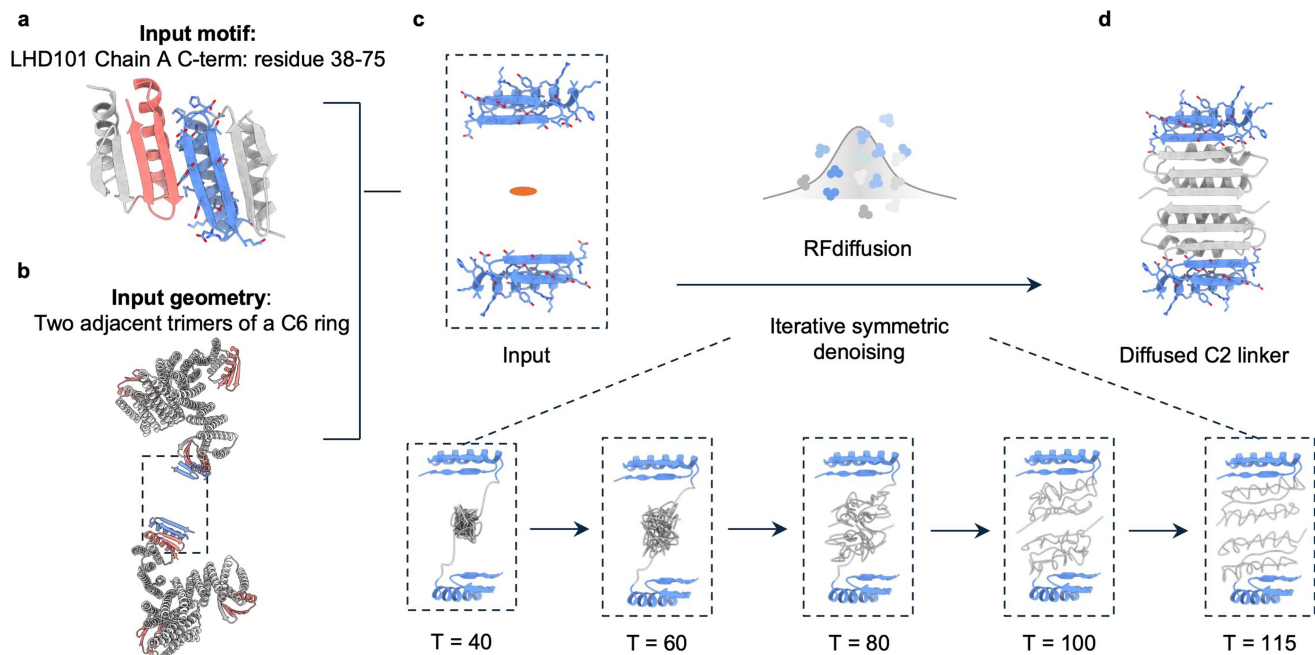 a
Input motif:
LHD101 Chain A C-term: residue 38-75
b
Input geometry:
Two adjacent trimers of a C6 ring
c
Input
RFdiffusion
Iterative symmetric
denoising
d
Diffused C2 linker
T = 40
T = 60
T = 80
T = 100
T = 115